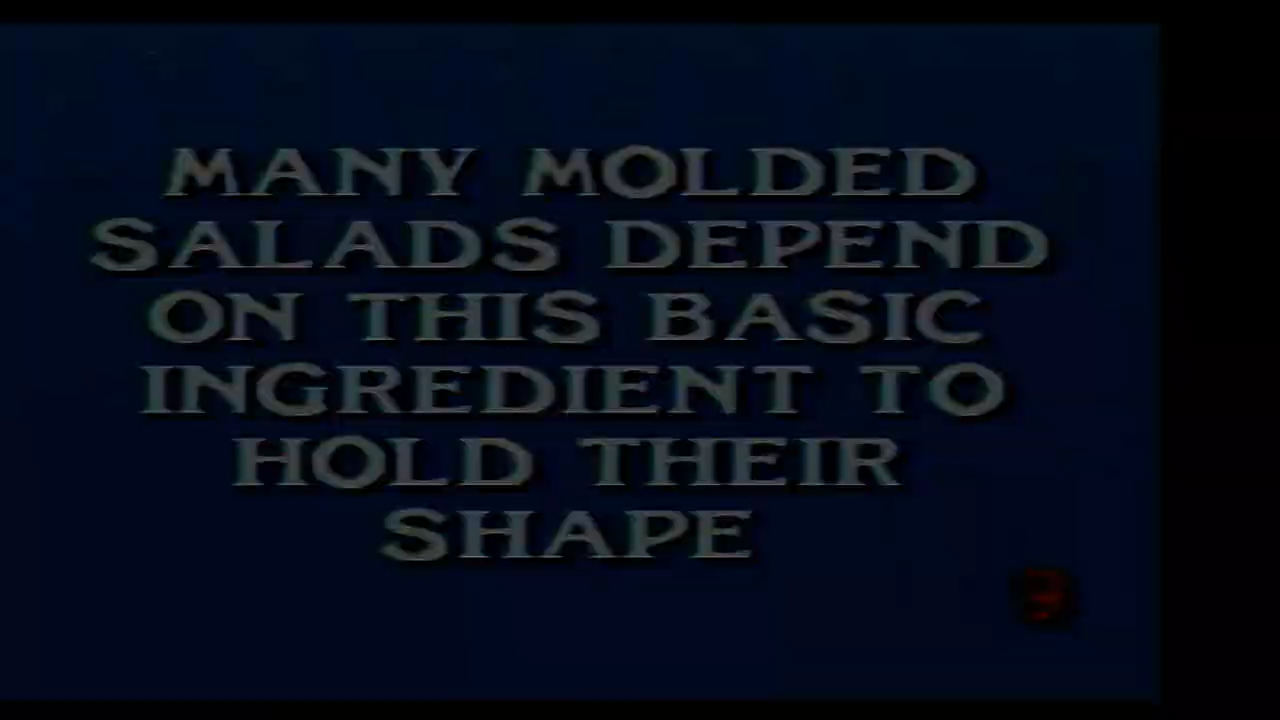 MANY MOLDED
SALADS DEPEND
ON THIS BASIC
INGREDIENT TO
HOLD THEIR
SHAPE